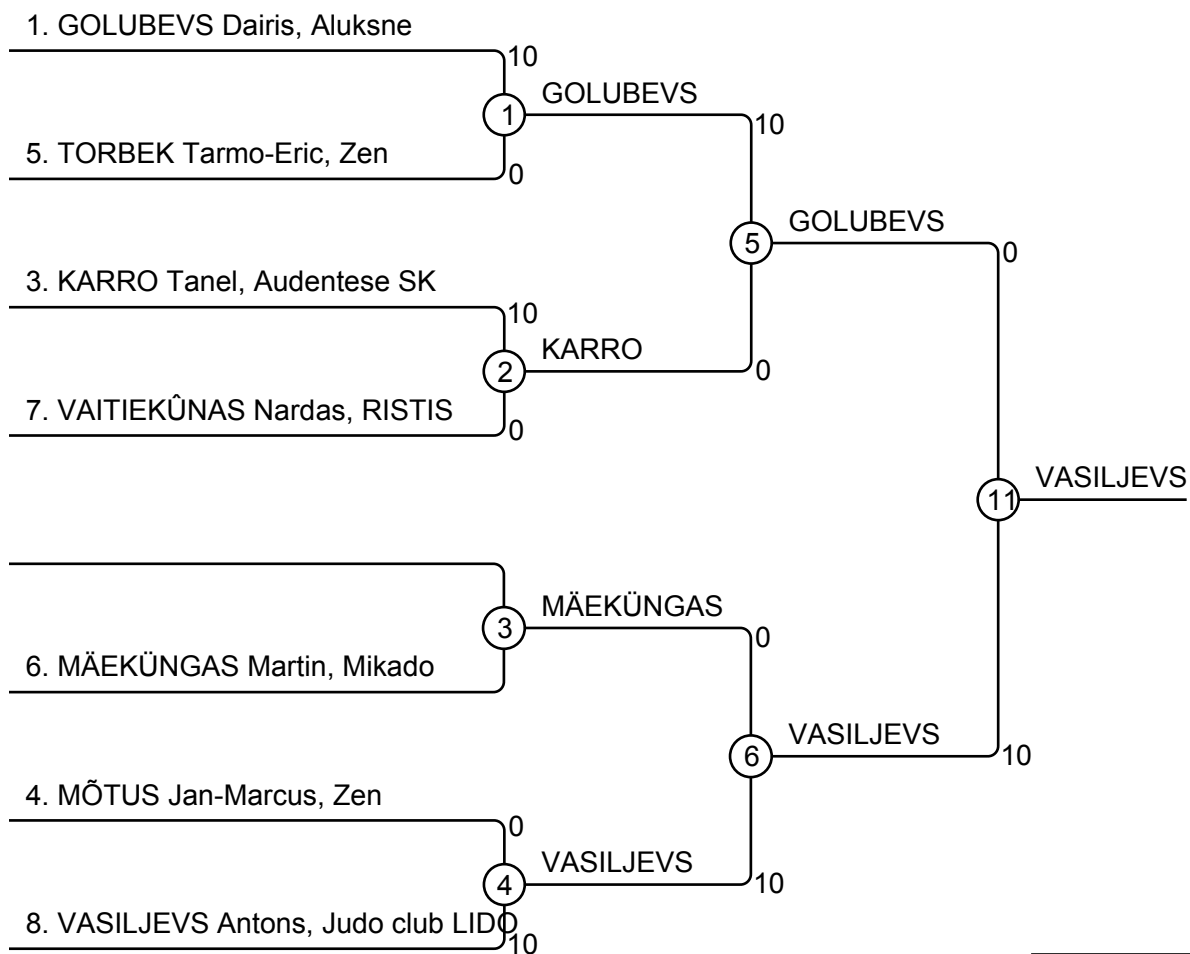 1. GOLUBEVS Dairis, Aluksne
10
1
GOLUBEVS
10
5. TORBEK Tarmo-Eric, Zen
0
5
GOLUBEVS
0
3. KARRO Tanel, Audentese SK
10
2
KARRO
0
7. VAITIEKÛNAS Nardas, RISTIS
0
11
VASILJEVS
3
MÄEKÜNGAS
0
6. MÄEKÜNGAS Martin, Mikado
6
VASILJEVS
10
4. MÕTUS Jan-Marcus, Zen
0
4
VASILJEVS
10
8. VASILJEVS Antons, Judo club LIDO
10